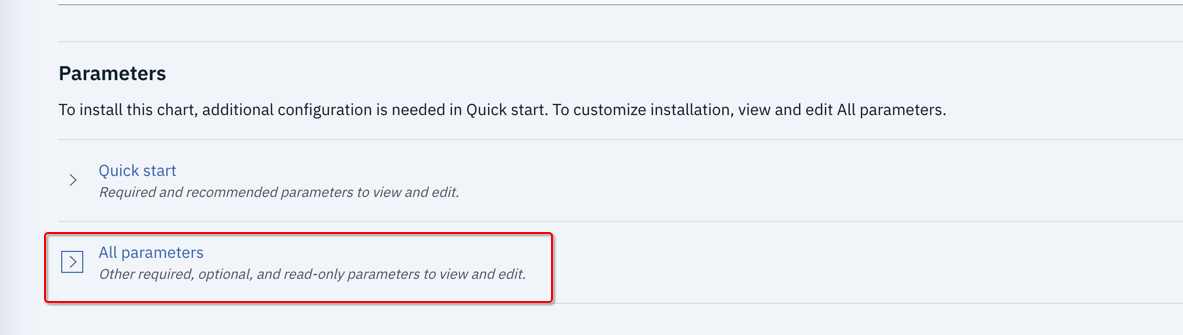 Parameters
To install this chart, additional configuration is needed in Quick start. To customize installation, view and edit All parameters.
Quick start
Required and recommended parameters to view and edit.
All parameters
Other required, optional, and read-only parameters to view and edit.